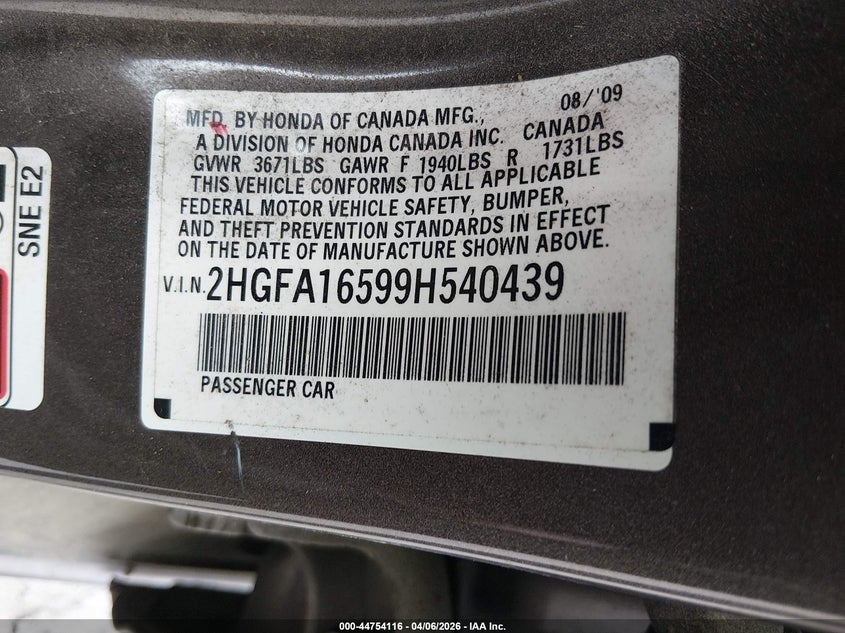 MFD. BY HONDA OF CANADA MFG., 08/'09
A DIVISION OF HONDA CANADA INC. CANADA
GVWR 3671LBS GAWR F 1940LBS R 1731LBS
THIS VEHICLE CONFORMS TO ALL APPLICABLE
FEDERAL MOTOR VEHICLE SAFETY, BUMPER,
AND THEFT PREVENTION STANDARDS IN EFFECT
ON THE DATE OF MANUFACTURE SHOWN ABOVE.
V.I.N. 2HGFA16599H540439
PASSENGER CAR
SNE E2
000-44754116 - 04/06/2026 - IAA Inc.